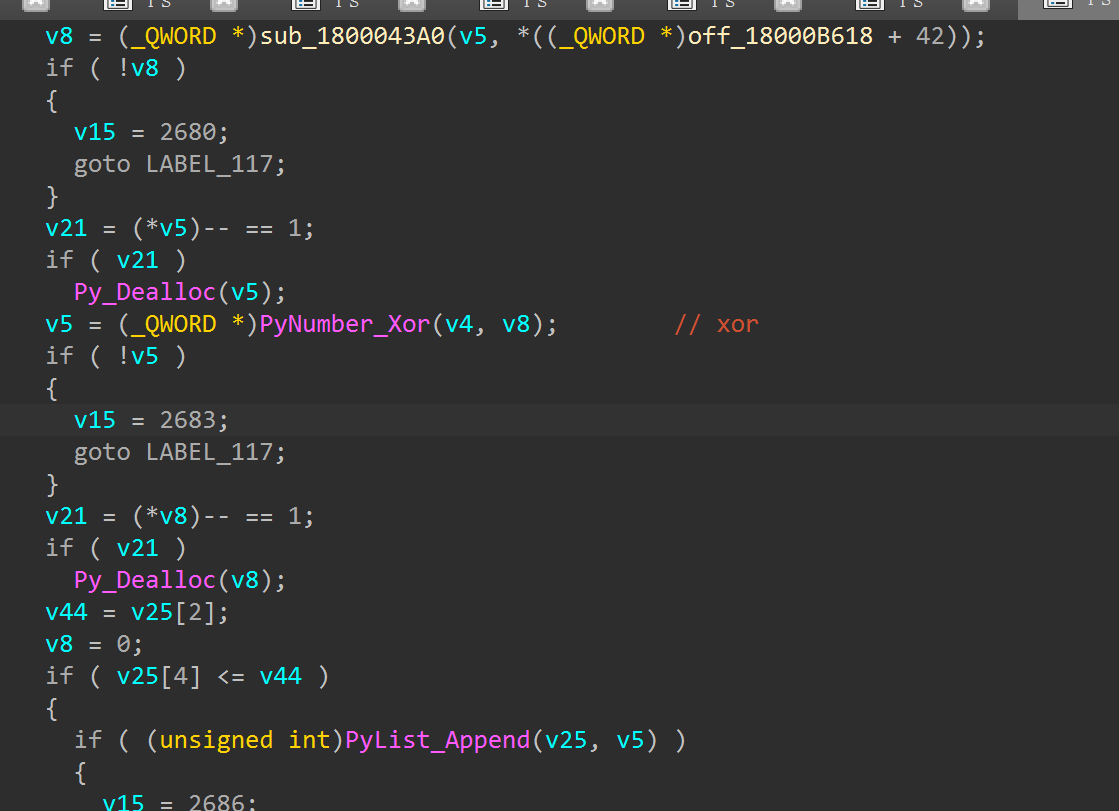 v8 = (_QWORD *)sub_1800043A0(v5, *((_QWORD *)off_18000B618 + 42));
if ( !v8 )
{
v15 = 2680;
goto LABEL_117;
}
v21 = (*v5)-- == 1;
if ( v21 )
Py_Dealloc(v5);
v5 = (_QWORD *)PyNumber_Xor(v4, v8); // xor
if ( !v5 )
{
v15 = 2683;
goto LABEL_117;
}
v21 = (*v8)-- == 1;
if ( v21 )
Py_Dealloc(v8);
v44 = v25[2];
v8 = 0;
if ( v25[4] <= v44 )
{
if ( (unsigned int)PyList_Append(v25, v5) )
{
v15 = 2686;